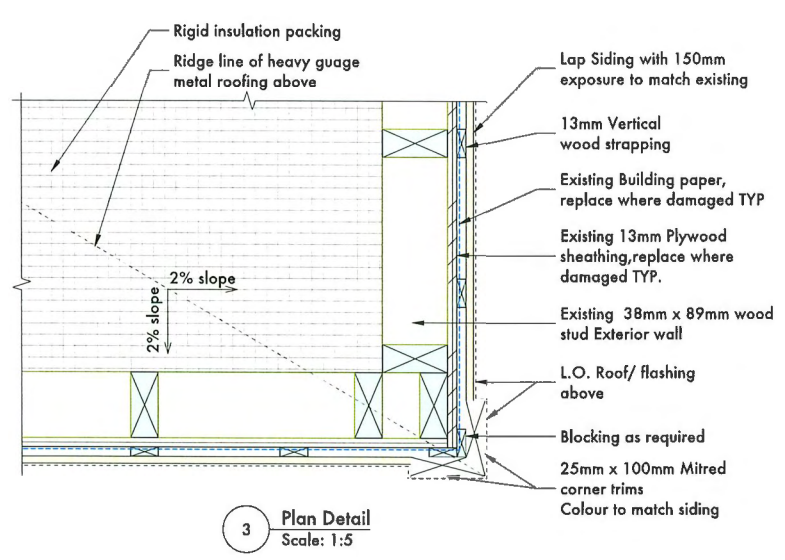 Rigid insulation packing
Ridge line of heavy guage
metal roofing above
2% slope
2% slope
Lap Siding with 150mm
exposure to match existing
13mm Vertical
wood strapping
Existing Building paper,
replace where damaged TYP
Existing 13mm Plywood
sheathing,replace where
damaged TYP.
Existing 38mm x 89mm wood
stud Exterior wall
L.O. Roof/ flashing
above
Blocking as required
25mm x 100mm Mitred
corner trims
Colour to match siding
3
Plan Detail
Scale: 1:5